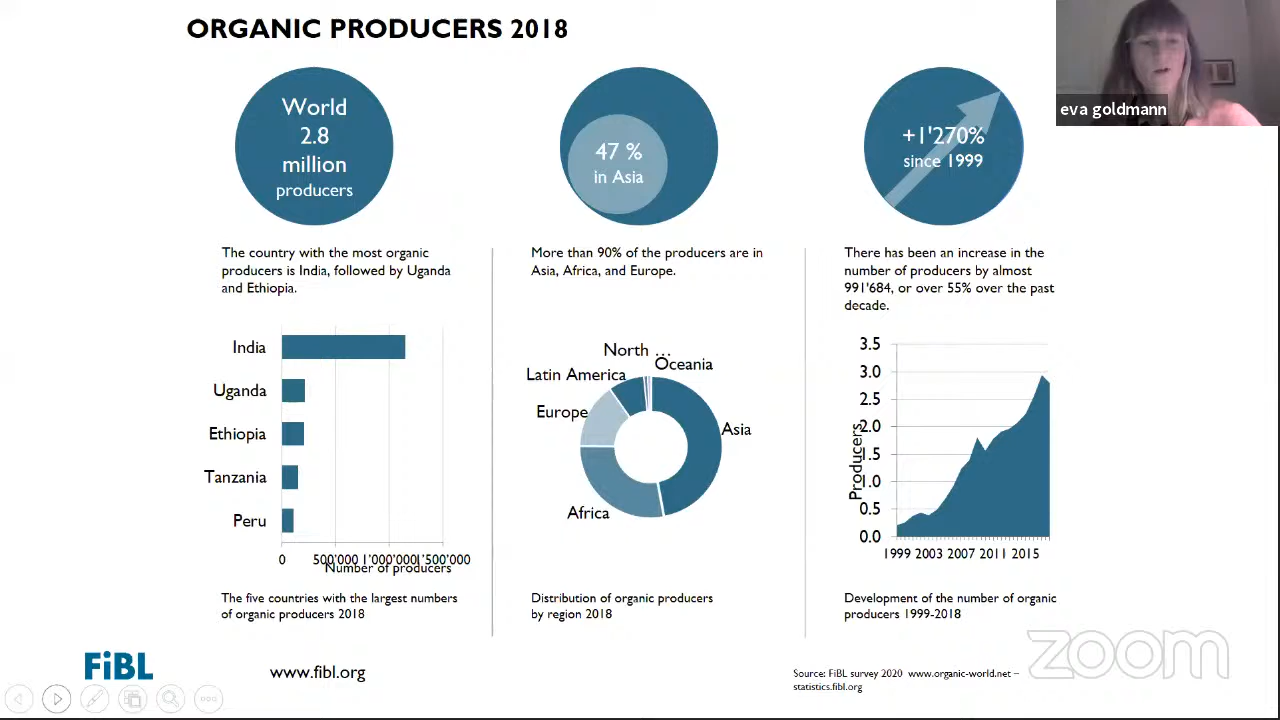 ORGANIC PRODUCERS 2018
eva goldmann
World
2.8
million
producers
47 %
in Asia
+1'270%
since 1999
The country with the most organic
producers is India, followed by Uganda
and Ethiopia.
More than 90% of the producers are in
Asia, Africa, and Europe.
There has been an increase in the
number of producers by almost
991'684, or over 55% over the past
decade.
India
Uganda
Ethiopia
Tanzania
Peru
0 500'000 1'000'000 1'500'000
Number of producers
The five countries with the largest numbers
of organic producers 2018
North ...
Oceania
Latin America
Europe
Asia
Africa
Distribution of organic producers
by region 2018
3.5
3.0
2.5
2.0
1.5
1.0
0.5
0.0
Producers
1999 2003 2007 2011 2015
Development of the number of organic
producers 1999-2018
zoom
FiBL
www.fibl.org
Source: FiBL survey 2020 www.organic-world.net –
statistics.fibl.org